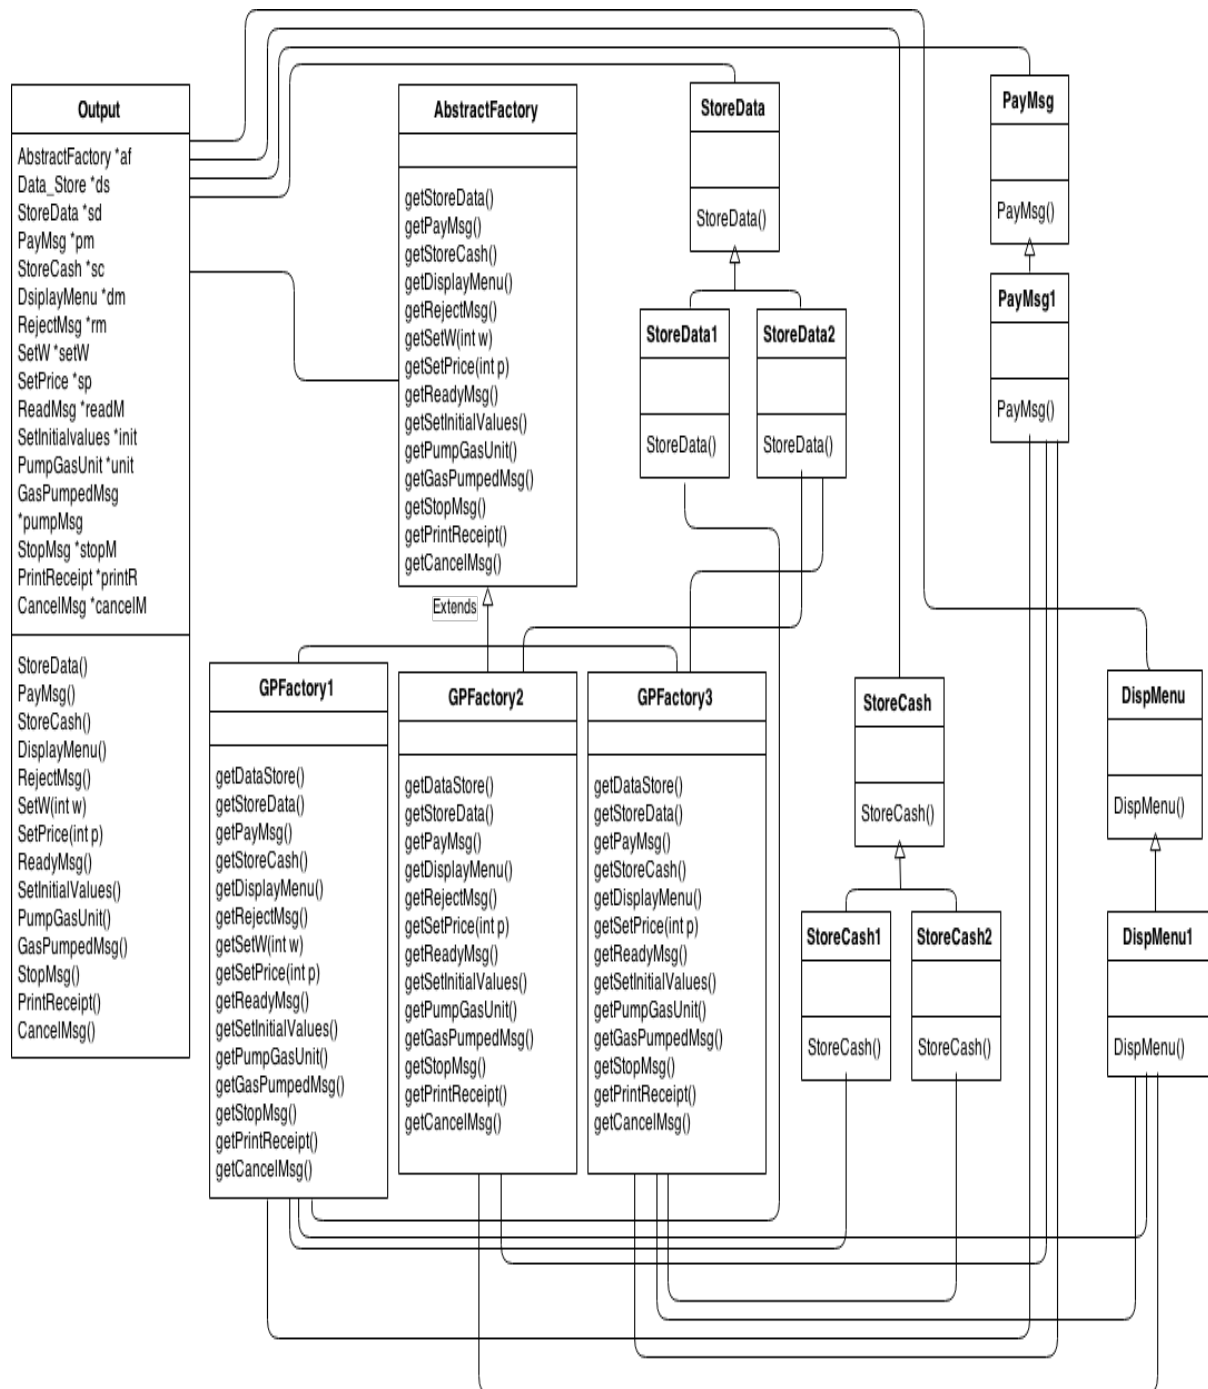 Output
AbstractFactory *af
Data_Store *ds
StoreData *sd
PayMsg *pm
StoreCash *sc
DsiplayMenu *dm
RejectMsg *rm
SetW *setW
SetPrice *sp
ReadMsg *readM
SetInitialvalues *init
PumpGasUnit *unit
GasPumpedMsg
*pumpMsg
StopMsg *stopM
PrintReceipt *printR
CancelMsg *cancelM
StoreData()
PayMsg()
StoreCash()
DisplayMenu()
RejectMsg()
SetW(int w)
SetPrice(int p)
ReadyMsg()
SetInitialValues()
PumpGasUnit()
GasPumpedMsg()
StopMsg()
PrintReceipt()
CancelMsg()
AbstractFactory
getStoreData()
getPayMsg()
getStoreCash()
getDisplayMenu()
getRejectMsg()
getSetW(int w)
getSetPrice(int p)
getReadyMsg()
getSetInitialValues()
getPumpGasUnit()
getGasPumpedMsg()
getStopMsg()
getPrintReceipt()
getCancelMsg()
Extends
StoreData
StoreData()
StoreData1
StoreData()
StoreData2
StoreData()
PayMsg
PayMsg()
PayMsg1
PayMsg()
GPFactory1
getDataStore()
getStoreData()
getPayMsg()
getStoreCash()
getDisplayMenu()
getRejectMsg()
getSetW(int w)
getSetPrice(int p)
getReadyMsg()
getSetInitialValues()
getPumpGasUnit()
getGasPumpedMsg()
getStopMsg()
getPrintReceipt()
getCancelMsg()
GPFactory2
getDataStore()
getStoreData()
getPayMsg()
getDisplayMenu()
getRejectMsg()
getSetPrice(int p)
getReadyMsg()
getSetInitialValues()
getPumpGasUnit()
getGasPumpedMsg()
getStopMsg()
getPrintReceipt()
getCancelMsg()
GPFactory3
getDataStore()
getStoreData()
getPayMsg()
getStoreCash()
getDisplayMenu()
getRejectMsg()
getSetPrice(int p)
getReadyMsg()
getSetInitialValues()
getPumpGasUnit()
getGasPumpedMsg()
getStopMsg()
getPrintReceipt()
getCancelMsg()
StoreCash
StoreCash()
StoreCash1
StoreCash()
StoreCash2
StoreCash()
DispMenu
DispMenu()
DispMenu1
DispMenu()